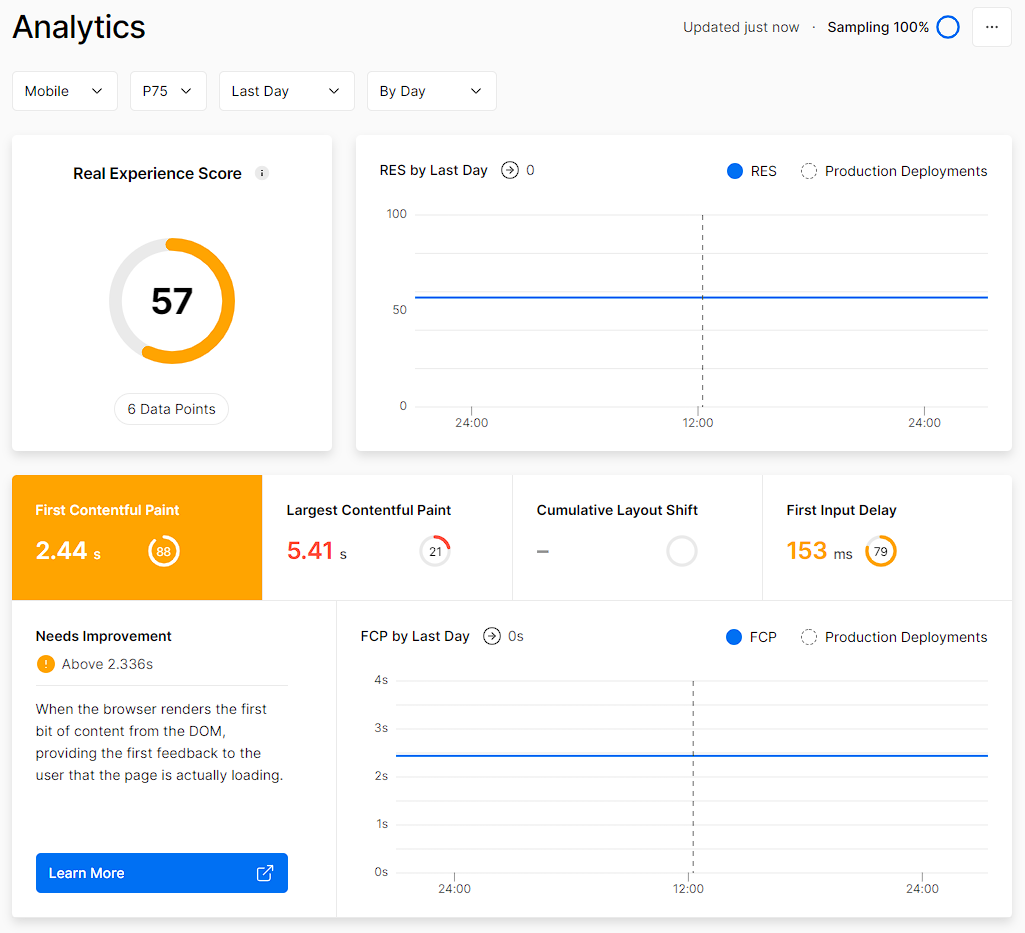 Analytics
Updated just now · Sampling 100%
Mobile
P75
Last Day
By Day
Real Experience Score
57
6 Data Points
RES by Last Day 0
RES
Production Deployments
100
50
0
24:00 12:00 24:00
First Contentful Paint
2.44 s 88
Largest Contentful Paint
5.41 s 21
Cumulative Layout Shift
–
First Input Delay
153 ms 79
Needs Improvement
Above 2.336s
When the browser renders the first
bit of content from the DOM,
providing the first feedback to the
user that the page is actually loading.
Learn More
FCP by Last Day 0s
FCP
Production Deployments
4s
3s
2s
1s
0s
24:00 12:00 24:00